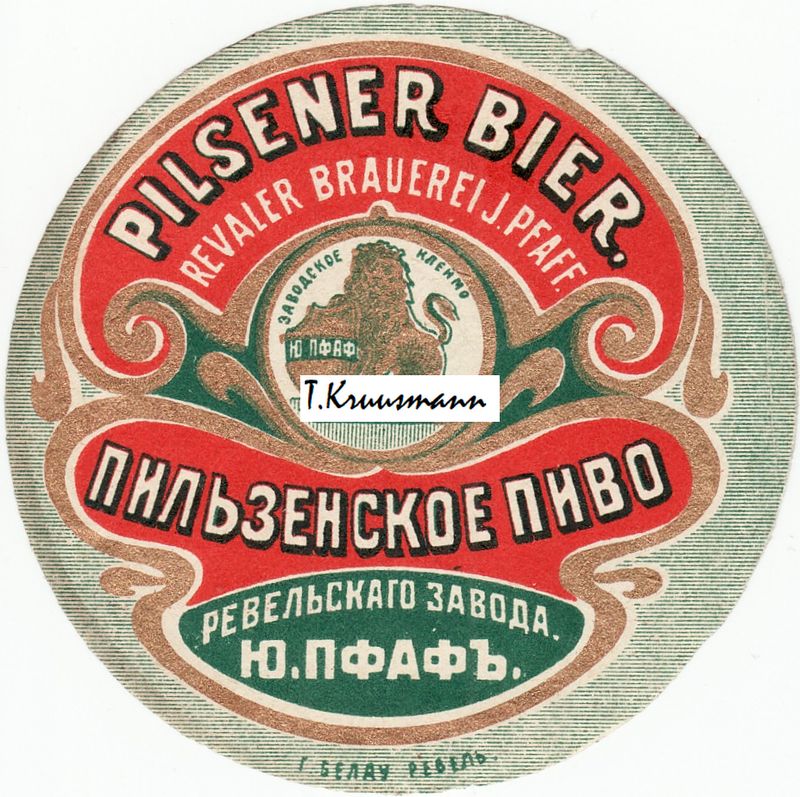 PILSENER BIER.
REVALER BRAUEREI J. PFAFF.
ЗАВОДСКОЕ КЛЕЙМО
Ю ПФАФ
T.Kruusmann
ПИЛЬЗЕНСКОЕ ПИВО
РЕВЕЛЬСКАГО ЗАВОДА.
Ю.ПФАФЪ.
Г БЕЛАУ РЕВЕЛЬ.